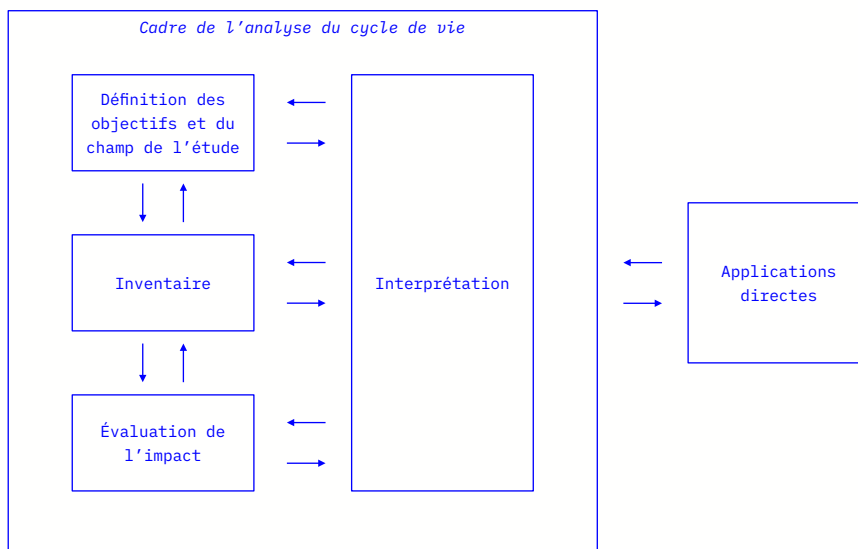 Cadre de l’analyse du cycle de vie
Définition des
objectifs et du
champ de l’étude
Inventaire
Évaluation de
l’impact
Interprétation
Applications
directes